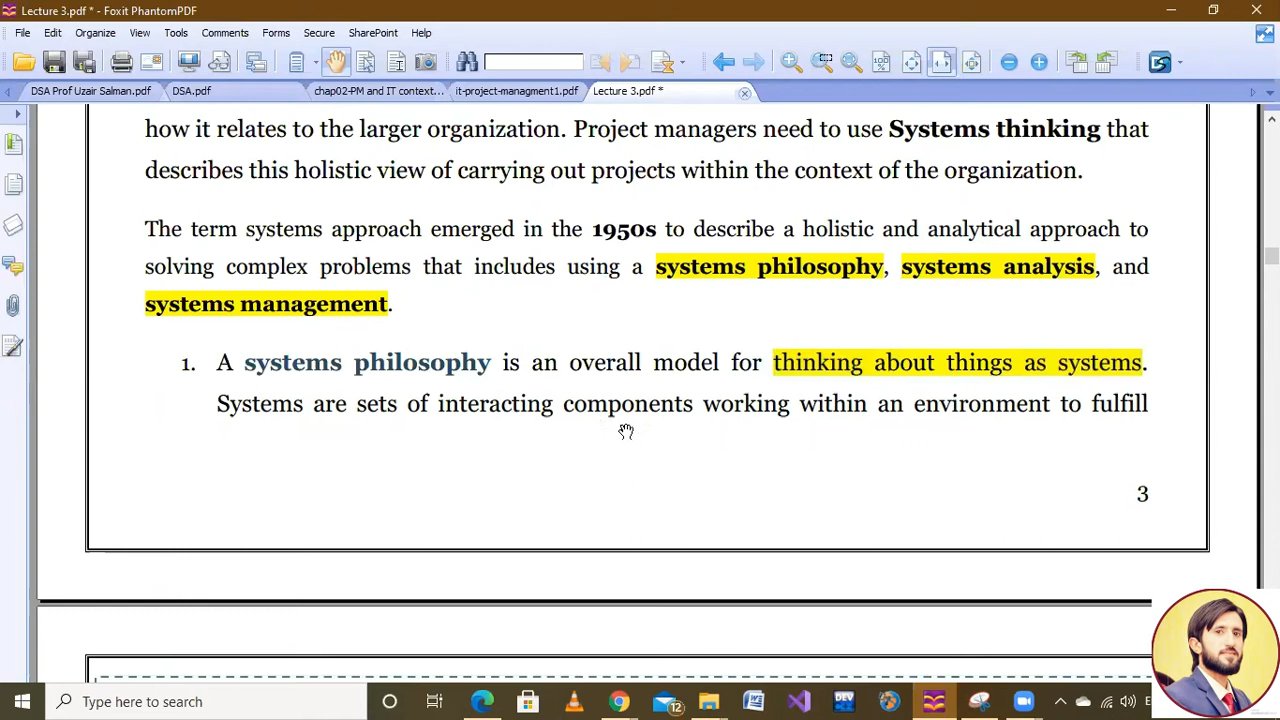 Lecture 3.pdf * - Foxit PhantomPDF
File Edit Organize View Tools Comments Forms Secure SharePoint Help
DSA Prof Uzair Salman.pdf DSA.pdf chap02-PM and IT context... it-project-managment1.pdf Lecture 3.pdf *
how it relates to the larger organization. Project managers need to use Systems thinking that
describes this holistic view of carrying out projects within the context of the organization.
The term systems approach emerged in the 1950s to describe a holistic and analytical approach to
solving complex problems that includes using a systems philosophy, systems analysis, and
systems management.
1. A systems philosophy is an overall model for thinking about things as systems.
Systems are sets of interacting components working within an environment to fulfill
3
Type here to search
12
DEV
ENG